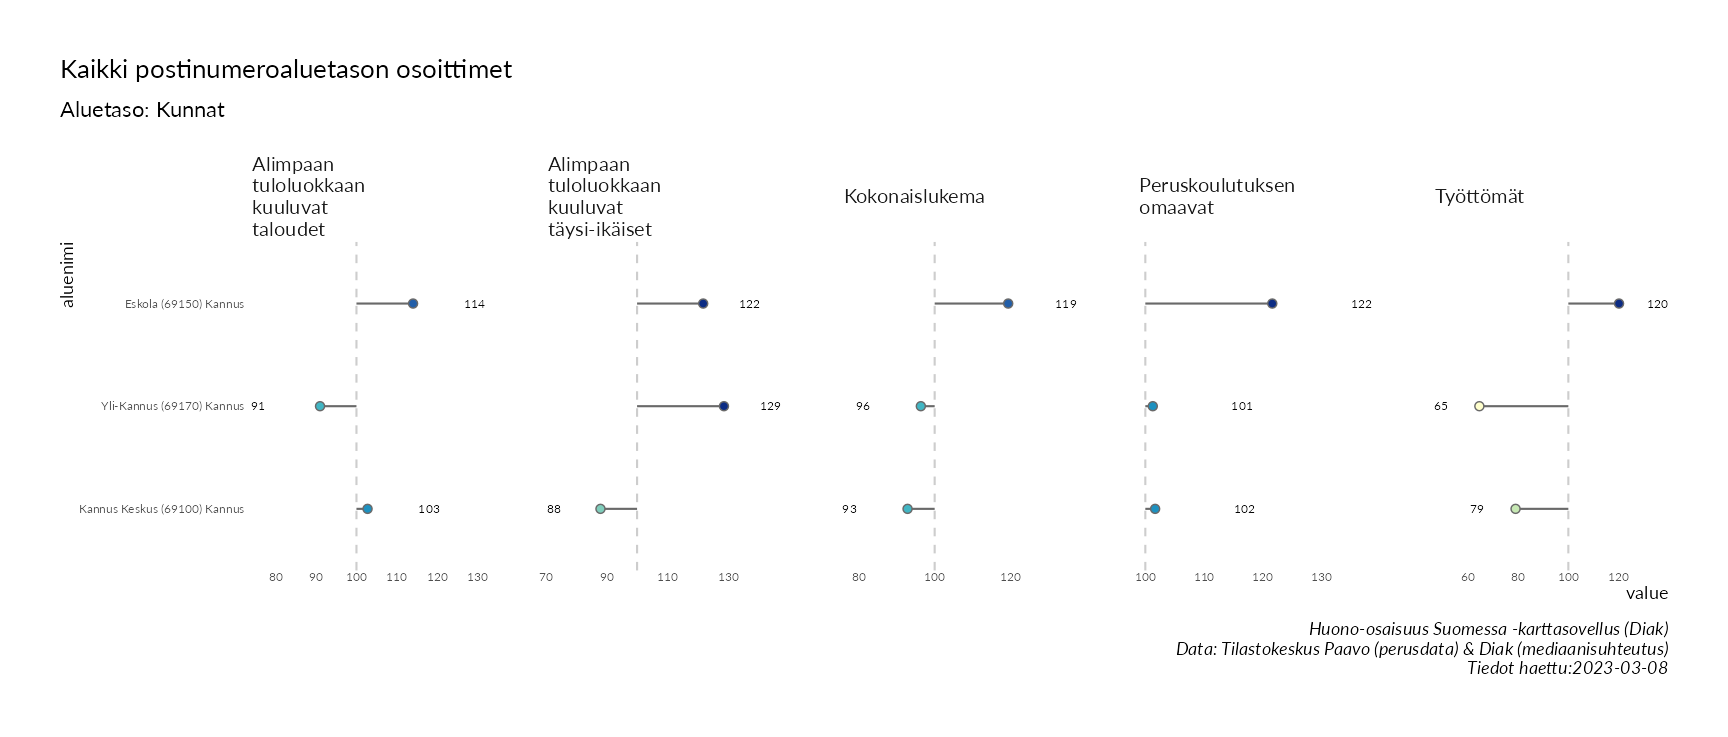 Kaikki postinumeroaluetason osoittimet
Aluetaso: Kunnat
Alimpaan
tuloluokkaan
kuuluvat
taloudet
Alimpaan
tuloluokkaan
kuuluvat
täysi-ikäiset
Kokonaislukema
Peruskoulutuksen
omaavat
Työttömät
aluenimi
Eskola (69150) Kannus 114 122 119 122 120
Yli-Kannus (69170) Kannus 91 129 96 101 65
Kannus Keskus (69100) Kannus 103 88 93 102 79
80 90 100 110 120 130 70 90 110 130 80 100 120 100 110 120 130 60 80 100 120
value
Huono-osaisuus Suomessa -karttasovellus (Diak)
Data: Tilastokeskus Paavo (perusdata) & Diak (mediaanisuhteutus)
Tiedot haettu:2023-03-08